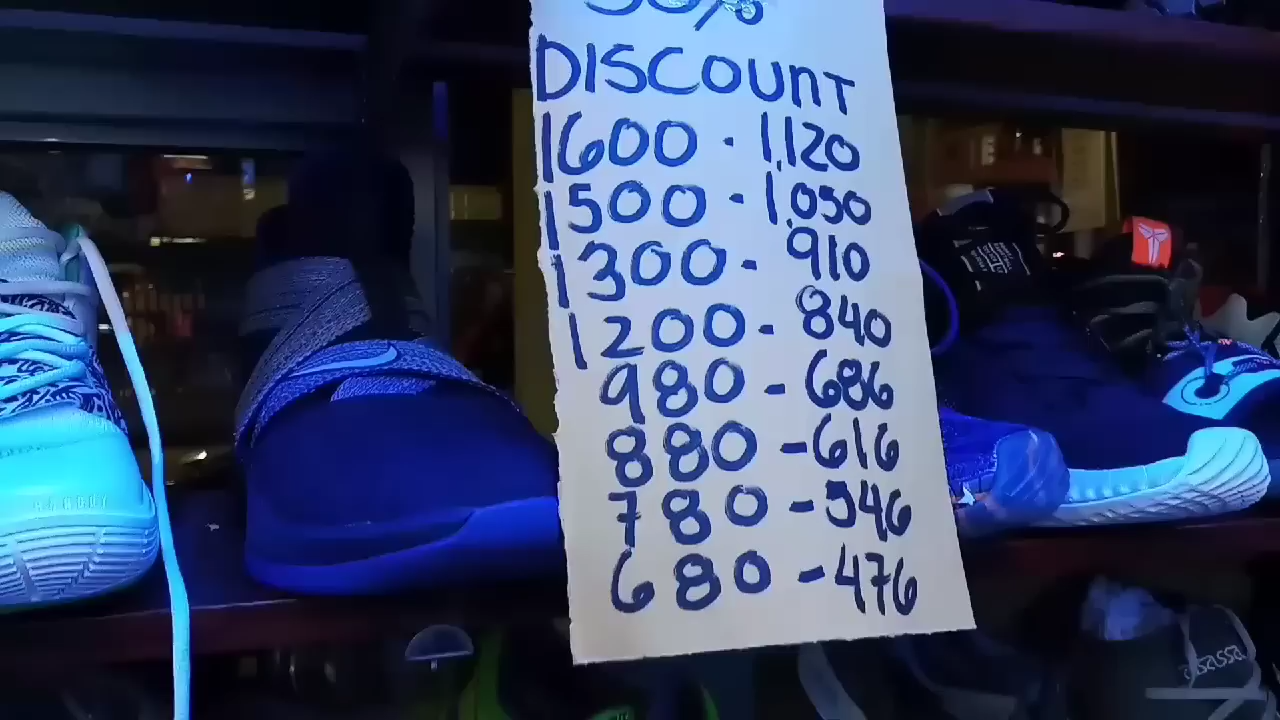 30%
DISCOUNT
1600 - 1,120
1500 - 1,050
1300 - 910
1200 - 840
980 - 686
880 - 616
780 - 546
680 - 476